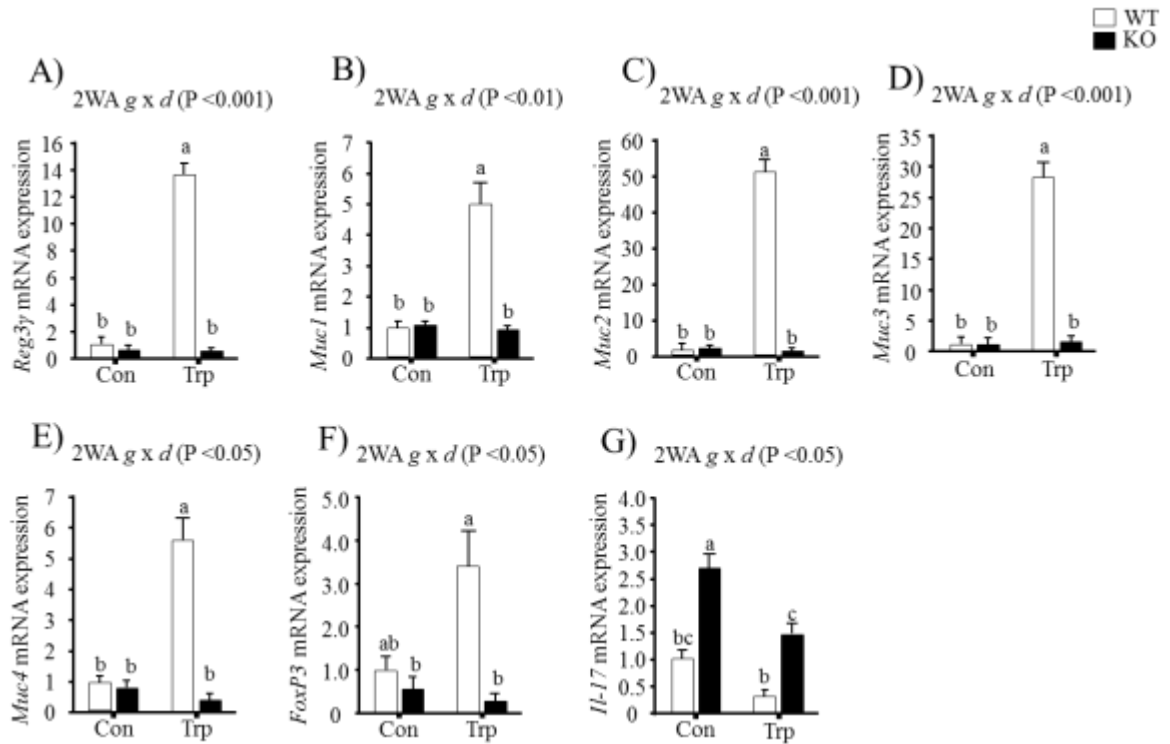 WT
KO
A)
2WA g x d (P <0.001)
Reg3γ mRNA expression
16
14
12
10
8
6
4
2
0
b
b
a
b
Con
Trp
B)
2WA g x d (P <0.01)
Muc1 mRNA expression
7
6
5
4
3
2
1
0
b
b
a
b
Con
Trp
C)
2WA g x d (P <0.001)
Muc2 mRNA expression
60
50
40
30
20
10
0
b
b
a
b
Con
Trp
D)
2WA g x d (P <0.001)
Muc3 mRNA expression
35
30
25
20
15
10
5
0
b
b
a
b
Con
Trp
E)
2WA g x d (P <0.05)
Muc4 mRNA expression
7
6
5
4
3
2
1
0
b
b
a
b
Con
Trp
F)
2WA g x d (P <0.05)
FoxP3 mRNA expression
5.0
4.0
3.0
2.0
1.0
0
ab
b
a
b
Con
Trp
G)
2WA g x d (P <0.05)
Il-17 mRNA expression
4.0
3.5
3.0
2.5
2.0
1.5
1.0
0.5
0
bc
a
b
c
Con
Trp